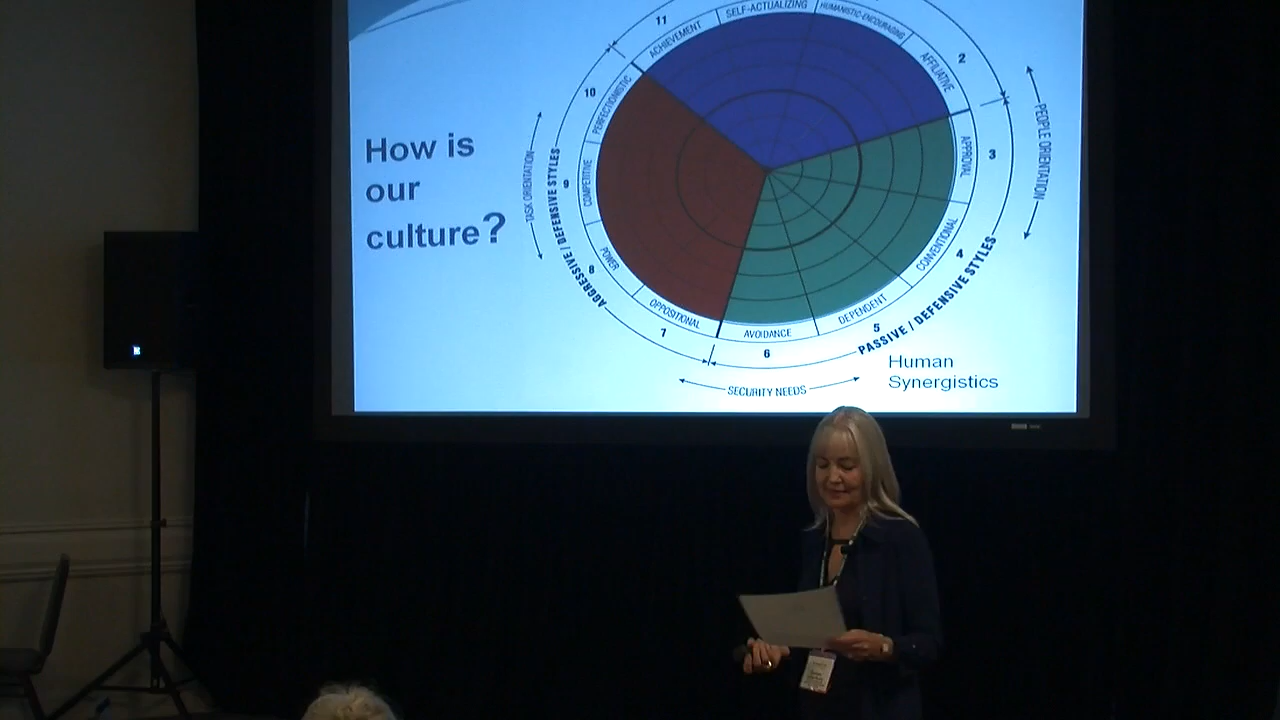 How is
our
culture?
11
ACHIEVEMENT
SELF-ACTUALIZING
HUMANISTIC-ENCOURAGING
AFFILIATIVE
2
APPROVAL
3
CONVENTIONAL
4
DEPENDENT
5
AVOIDANCE
6
OPPOSITIONAL
7
POWER
8
COMPETITIVE
9
PERFECTIONISTIC
10
TASK ORIENTATION
AGGRESSIVE / DEFENSIVE STYLES
PEOPLE ORIENTATION
PASSIVE / DEFENSIVE STYLES
SECURITY NEEDS
Human
Synergistics